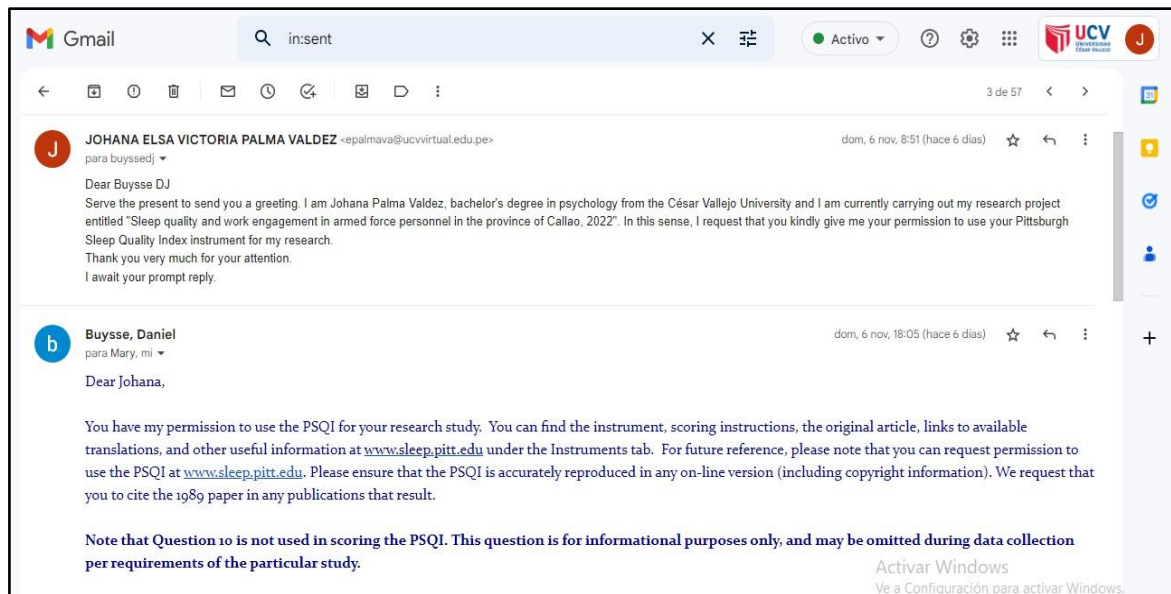 Gmail
in:sent
Activo
UCV
UNIVERSIDAD
CÉSAR VALLEJO
J
3 de 57
31
J
JOHANA ELSA VICTORIA PALMA VALDEZ <epalmava@ucvvirtual.edu.pe>
dom, 6 nov, 8:51 (hace 6 días)
para buyssedj
Dear Buysse DJ
Serve the present to send you a greeting. I am Johana Palma Valdez, bachelor's degree in psychology from the César Vallejo University and I am currently carrying out my research project
entitled "Sleep quality and work engagement in armed force personnel in the province of Callao, 2022". In this sense, I request that you kindly give me your permission to use your Pittsburgh
Sleep Quality Index instrument for my research.
Thank you very much for your attention.
I await your prompt reply.
b
Buysse, Daniel
dom, 6 nov, 18:05 (hace 6 días)
para Mary, mi
Dear Johana,
You have my permission to use the PSQI for your research study. You can find the instrument, scoring instructions, the original article, links to available
translations, and other useful information at www.sleep.pitt.edu under the Instruments tab. For future reference, please note that you can request permission to
use the PSQI at www.sleep.pitt.edu. Please ensure that the PSQI is accurately reproduced in any on-line version (including copyright information). We request that
you to cite the 1989 paper in any publications that result.
Note that Question 10 is not used in scoring the PSQI. This question is for informational purposes only, and may be omitted during data collection
per requirements of the particular study.
Activar Windows
Ve a Configuración para activar Windows.